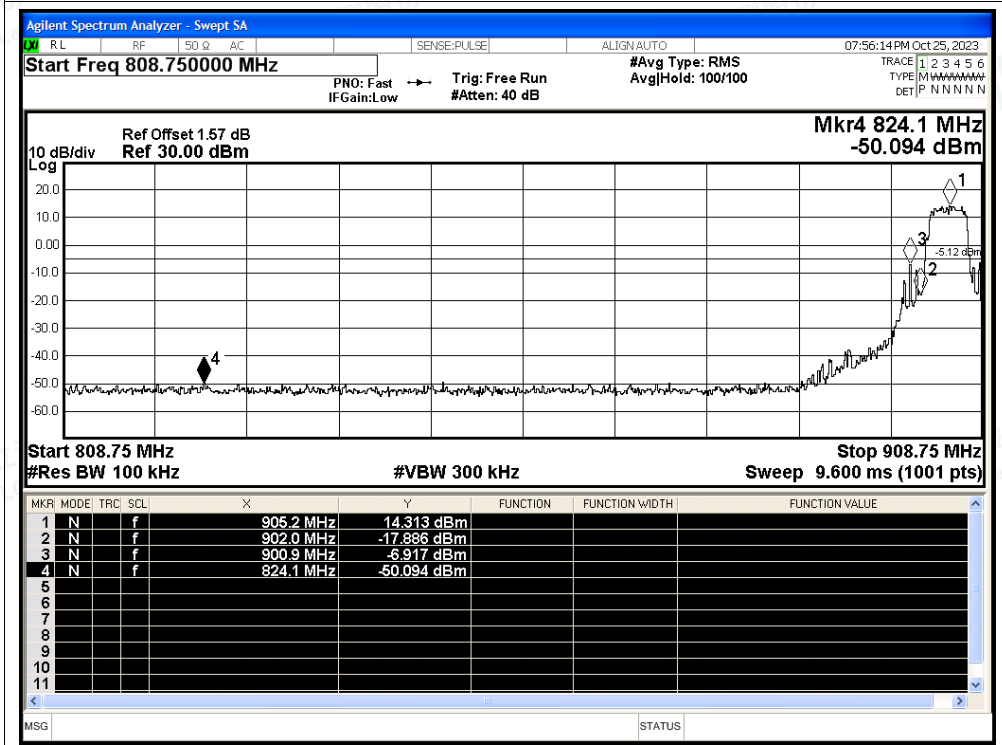 Agilent Spectrum Analyzer - Swept SA
LXI RL RF 50 Ω AC SENSE:PULSE ALIGN AUTO 07:56:14 PM Oct 25, 2023
Start Freq 808.750000 MHz #Avg Type: RMS TRACE 1 2 3 4 5 6
PNO: Fast Trig: Free Run Avg|Hold: 100/100 TYPE M WWWWW
IFGain:Low #Atten: 40 dB DET P N N N N N
Mkr4 824.1 MHz
Ref Offset 1.57 dB
10 dB/div Ref 30.00 dBm -50.094 dBm
Log
1
20.0
10.0
3
0.00
-5.12 dBm
2
-10.0
-20.0
-30.0
-40.0
4
-50.0
-60.0
Start 808.75 MHz Stop 908.75 MHz
#Res BW 100 kHz #VBW 300 kHz Sweep 9.600 ms (1001 pts)
MKR MODE TRC SCL X Y FUNCTION FUNCTION WIDTH FUNCTION VALUE
1 N f 905.2 MHz 14.313 dBm
2 N f 902.0 MHz -17.886 dBm
3 N f 900.9 MHz -6.917 dBm
4 N f 824.1 MHz -50.094 dBm
5
6
7
8
9
10
11
MSG STATUS